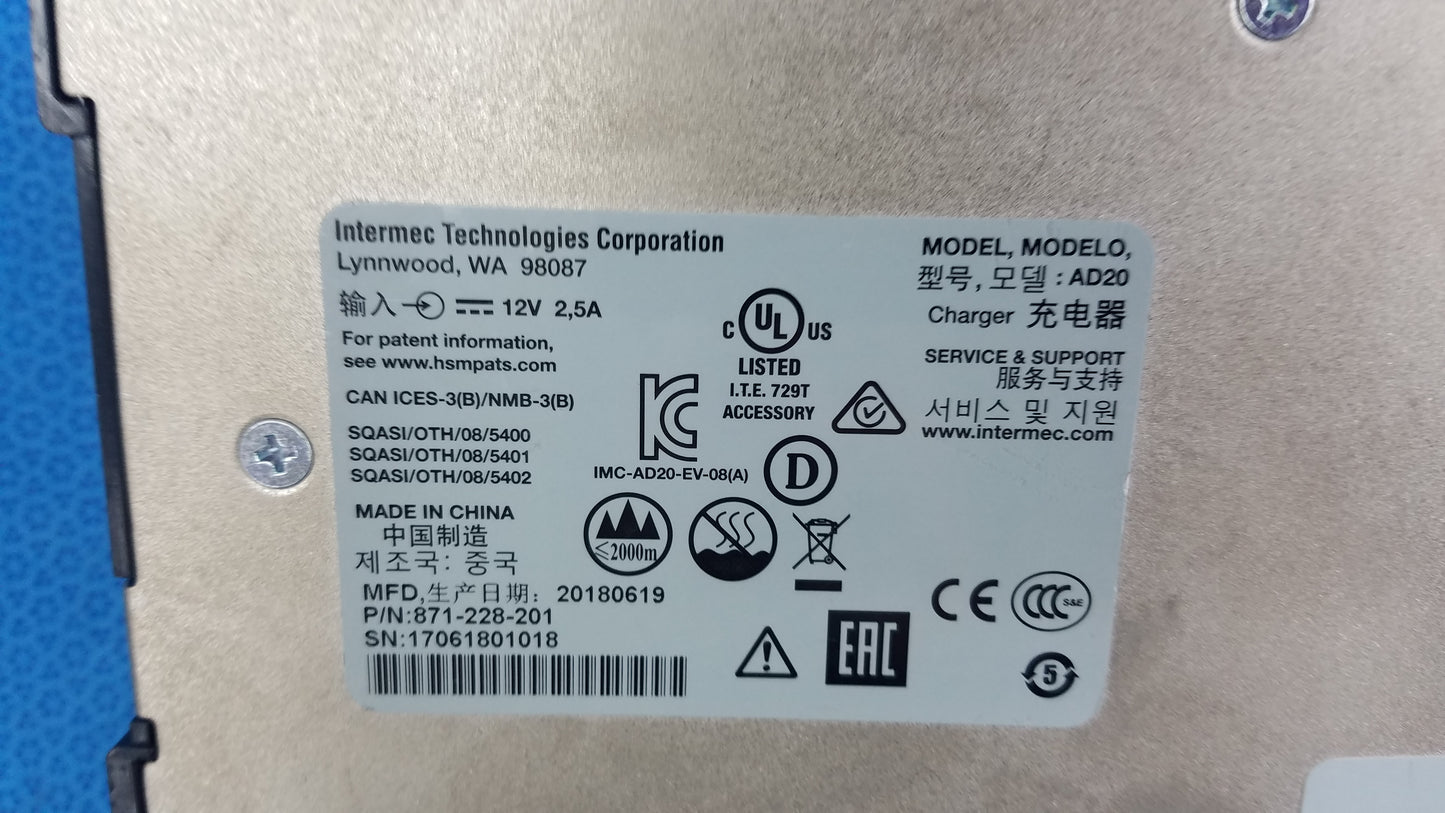 Intermec Technologies Corporation
Lynnwood, WA 98087
输入 12V 2,5A
For patent information,
see www.hsmpats.com
CAN ICES-3(B)/NMB-3(B)
SQASI/OTH/08/5400
SQASI/OTH/08/5401
SQASI/OTH/08/5402
MADE IN CHINA
中国制造
제조국: 중국
MFD,生产日期: 20180619
P/N:871-228-201
SN:17061801018
C UL US
LISTED
I.T.E. 729T
ACCESSORY
KC
IMC-AD20-EV-08(A)
D
≤2000m
EAC
MODEL, MODELO,
型号, 모델 : AD20
Charger 充电器
SERVICE & SUPPORT
服务与支持
서비스 및 지원
www.intermec.com
CE CCC S&E
5